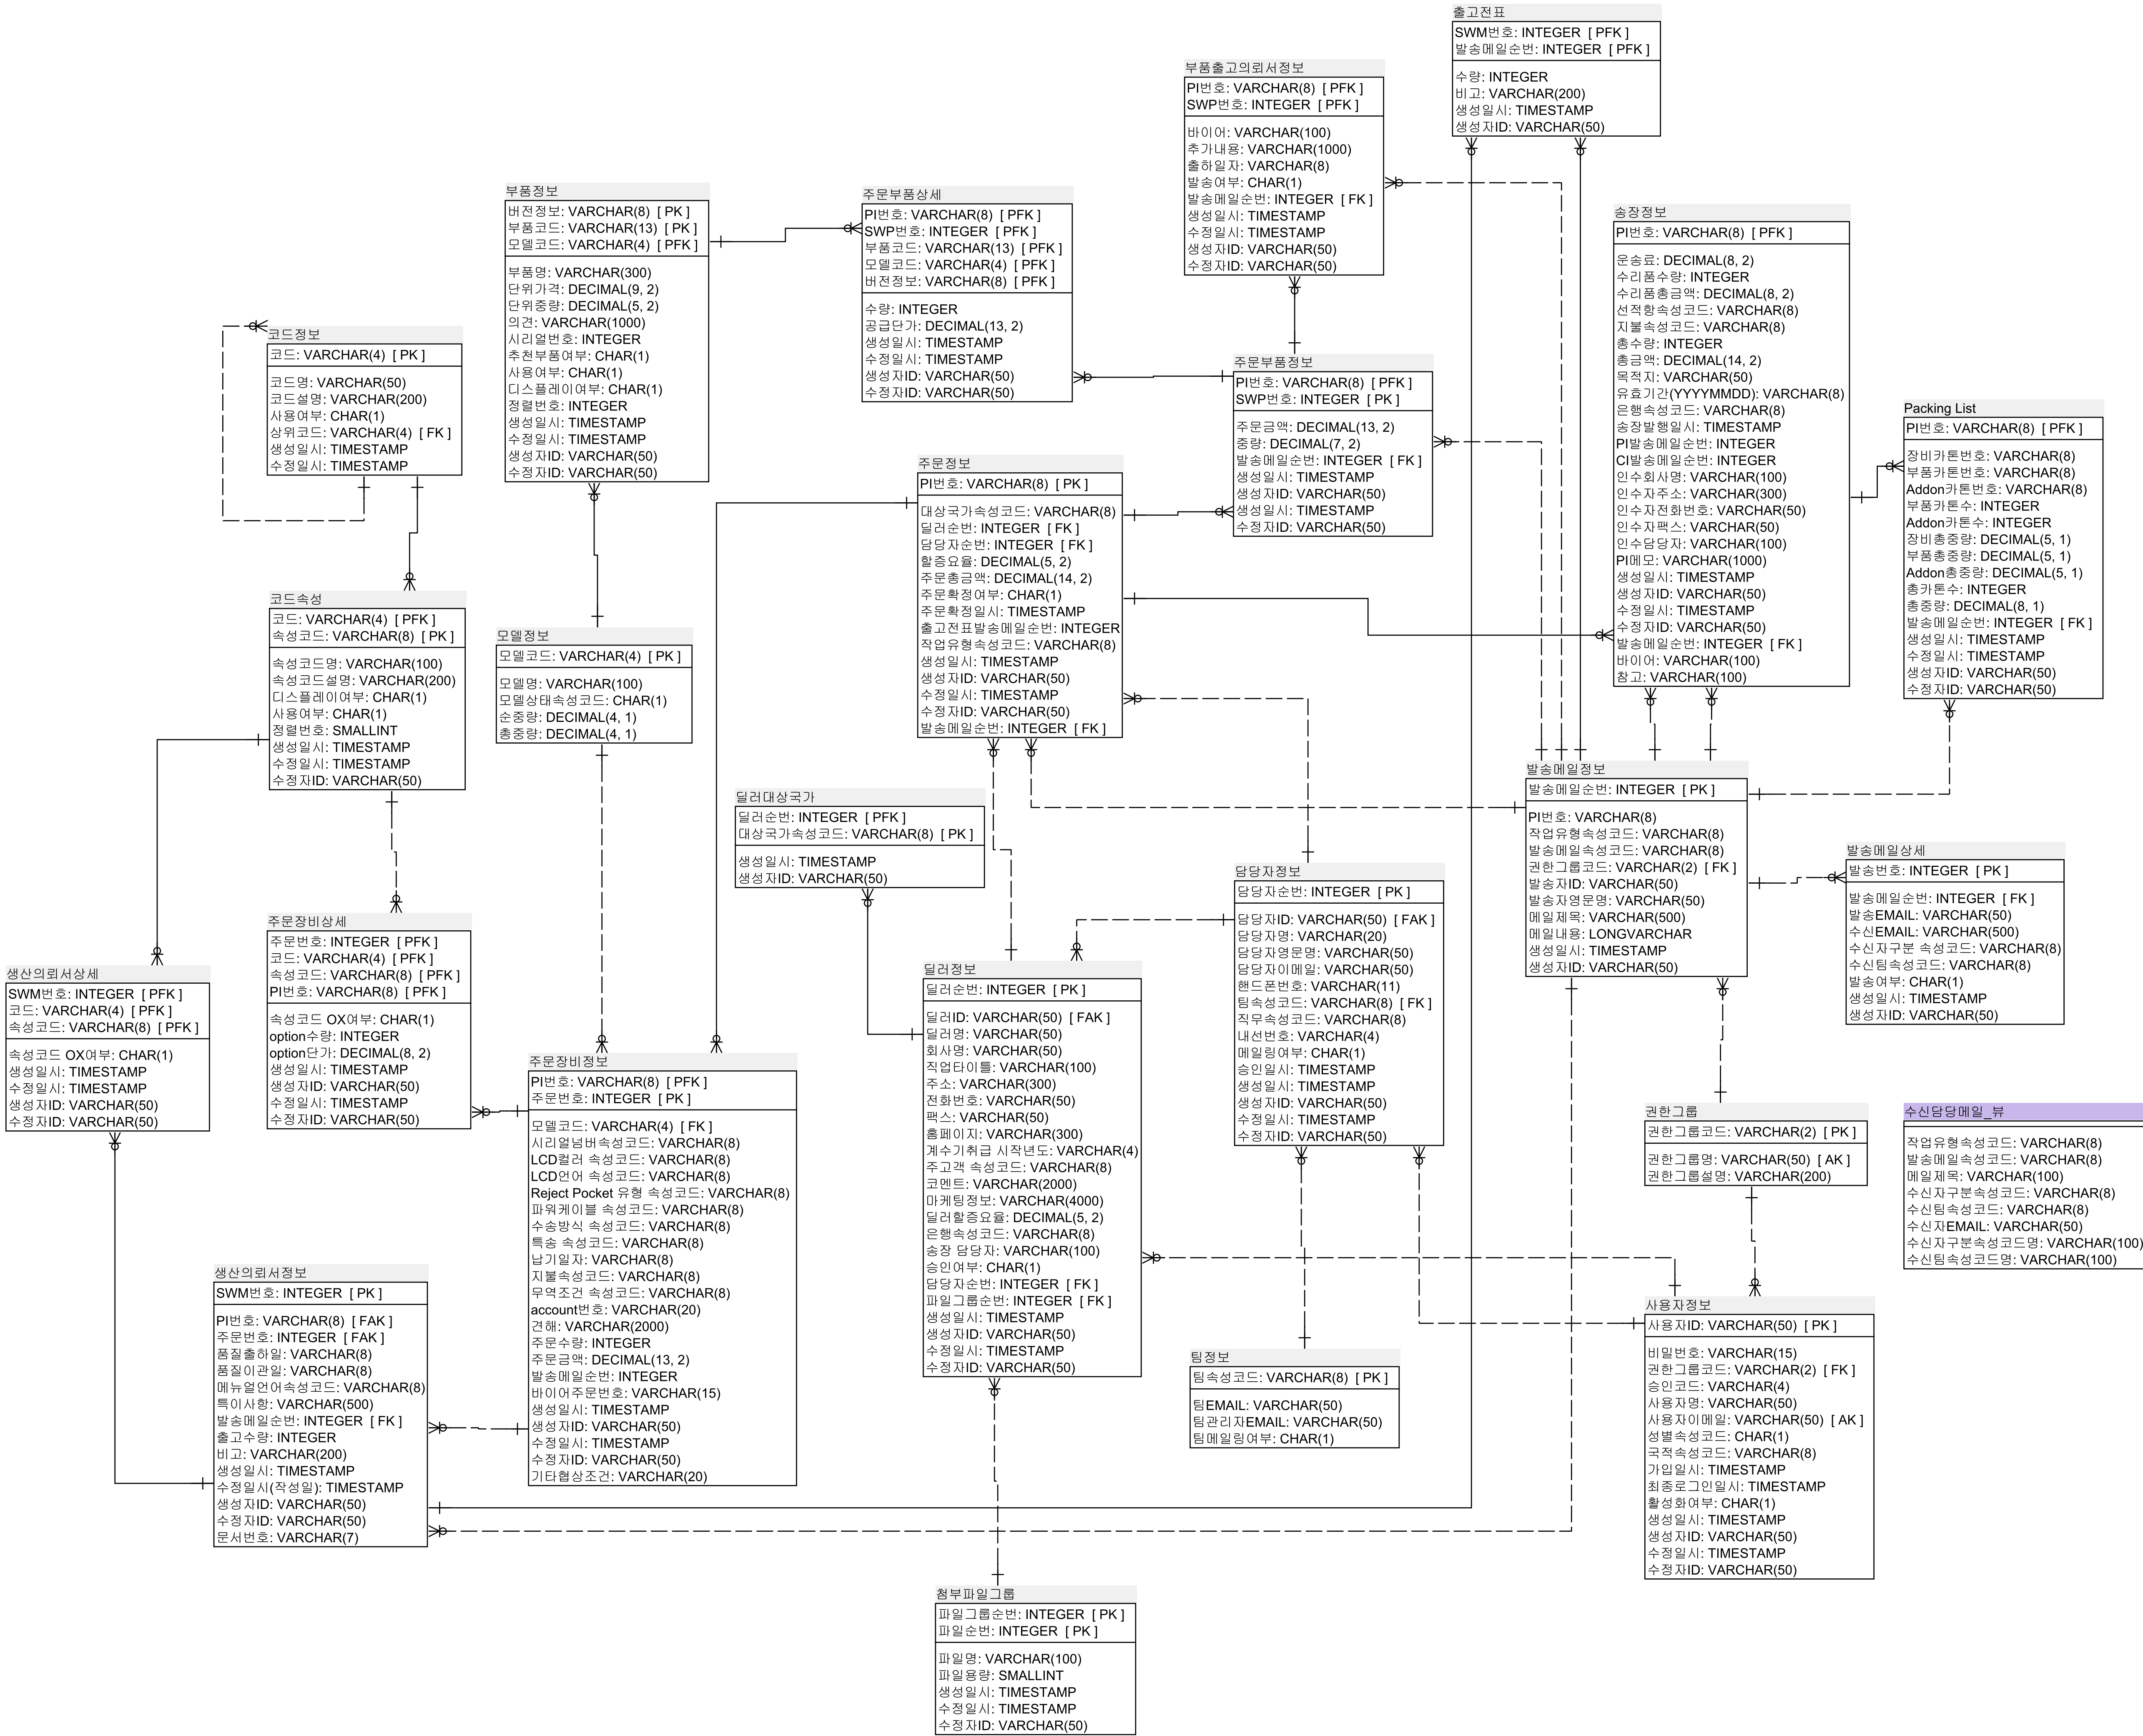 출고전표
SWM번호: INTEGER [ PFK ]
발송메일순번: INTEGER [ PFK ]
수량: INTEGER
비고: VARCHAR(200)
생성일시: TIMESTAMP
생성자ID: VARCHAR(50)
부품출고의뢰서정보
PI번호: VARCHAR(8) [ PFK ]
SWP번호: INTEGER [ PFK ]
바이어: VARCHAR(100)
추가내용: VARCHAR(1000)
출하일자: VARCHAR(8)
발송여부: CHAR(1)
발송메일순번: INTEGER [ FK ]
생성일시: TIMESTAMP
수정일시: TIMESTAMP
생성자ID: VARCHAR(50)
수정자ID: VARCHAR(50)
부품정보
버전정보: VARCHAR(8) [ PK ]
부품코드: VARCHAR(13) [ PK ]
모델코드: VARCHAR(4) [ PFK ]
부품명: VARCHAR(300)
단위가격: DECIMAL(9, 2)
단위중량: DECIMAL(5, 2)
의견: VARCHAR(1000)
시리얼번호: INTEGER
추천부품여부: CHAR(1)
사용여부: CHAR(1)
디스플레이여부: CHAR(1)
정렬번호: INTEGER
생성일시: TIMESTAMP
수정일시: TIMESTAMP
생성자ID: VARCHAR(50)
수정자ID: VARCHAR(50)
주문부품상세
PI번호: VARCHAR(8) [ PFK ]
SWP번호: INTEGER [ PFK ]
부품코드: VARCHAR(13) [ PFK ]
모델코드: VARCHAR(4) [ PFK ]
버전정보: VARCHAR(8) [ PFK ]
수량: INTEGER
공급단가: DECIMAL(13, 2)
생성일시: TIMESTAMP
수정일시: TIMESTAMP
생성자ID: VARCHAR(50)
수정자ID: VARCHAR(50)
송장정보
PI번호: VARCHAR(8) [ PFK ]
운송료: DECIMAL(8, 2)
수리품수량: INTEGER
수리품총금액: DECIMAL(8, 2)
선적항속성코드: VARCHAR(8)
지불속성코드: VARCHAR(8)
총수량: INTEGER
총금액: DECIMAL(14, 2)
목적지: VARCHAR(50)
유효기간(YYYYMMDD): VARCHAR(8)
은행속성코드: VARCHAR(8)
송장발행일시: TIMESTAMP
PI발송메일순번: INTEGER
CI발송메일순번: INTEGER
인수회사명: VARCHAR(100)
인수자주소: VARCHAR(300)
인수자전화번호: VARCHAR(50)
인수자팩스: VARCHAR(50)
인수담당자: VARCHAR(100)
PI메모: VARCHAR(1000)
생성일시: TIMESTAMP
생성자ID: VARCHAR(50)
수정일시: TIMESTAMP
수정자ID: VARCHAR(50)
발송메일순번: INTEGER [ FK ]
바이어: VARCHAR(100)
참고: VARCHAR(100)
코드정보
코드: VARCHAR(4) [ PK ]
코드명: VARCHAR(50)
코드설명: VARCHAR(200)
사용여부: CHAR(1)
상위코드: VARCHAR(4) [ FK ]
생성일시: TIMESTAMP
수정일시: TIMESTAMP
주문부품정보
PI번호: VARCHAR(8) [ PFK ]
SWP번호: INTEGER [ PK ]
주문금액: DECIMAL(13, 2)
중량: DECIMAL(7, 2)
발송메일순번: INTEGER [ FK ]
생성일시: TIMESTAMP
생성자ID: VARCHAR(50)
생성일시: TIMESTAMP
수정자ID: VARCHAR(50)
Packing List
PI번호: VARCHAR(8) [ PFK ]
장비카톤번호: VARCHAR(8)
부품카톤번호: VARCHAR(8)
Addon카톤번호: VARCHAR(8)
부품카톤수: INTEGER
Addon카톤수: INTEGER
장비총중량: DECIMAL(5, 1)
부품총중량: DECIMAL(5, 1)
Addon총중량: DECIMAL(5, 1)
총카톤수: INTEGER
총중량: DECIMAL(8, 1)
발송메일순번: INTEGER [ FK ]
생성일시: TIMESTAMP
수정일시: TIMESTAMP
생성자ID: VARCHAR(50)
수정자ID: VARCHAR(50)
주문정보
PI번호: VARCHAR(8) [ PK ]
대상국가속성코드: VARCHAR(8)
딜러순번: INTEGER [ FK ]
담당자순번: INTEGER [ FK ]
할증요율: DECIMAL(5, 2)
주문총금액: DECIMAL(14, 2)
주문확정여부: CHAR(1)
주문확정일시: TIMESTAMP
출고전표발송메일순번: INTEGER
작업유형속성코드: VARCHAR(8)
생성일시: TIMESTAMP
생성자ID: VARCHAR(50)
수정일시: TIMESTAMP
수정자ID: VARCHAR(50)
발송메일순번: INTEGER [ FK ]
코드속성
코드: VARCHAR(4) [ PFK ]
속성코드: VARCHAR(8) [ PK ]
속성코드명: VARCHAR(100)
속성코드설명: VARCHAR(200)
디스플레이여부: CHAR(1)
사용여부: CHAR(1)
정렬번호: SMALLINT
생성일시: TIMESTAMP
수정일시: TIMESTAMP
수정자ID: VARCHAR(50)
모델정보
모델코드: VARCHAR(4) [ PK ]
모델명: VARCHAR(100)
모델상태속성코드: CHAR(1)
순중량: DECIMAL(4, 1)
총중량: DECIMAL(4, 1)
발송메일정보
발송메일순번: INTEGER [ PK ]
PI번호: VARCHAR(8)
작업유형속성코드: VARCHAR(8)
발송메일속성코드: VARCHAR(8)
권한그룹코드: VARCHAR(2) [ FK ]
발송자ID: VARCHAR(50)
발송자영문명: VARCHAR(50)
메일제목: VARCHAR(500)
메일내용: LONGVARCHAR
생성일시: TIMESTAMP
생성자ID: VARCHAR(50)
딜러대상국가
딜러순번: INTEGER [ PFK ]
대상국가속성코드: VARCHAR(8) [ PK ]
생성일시: TIMESTAMP
생성자ID: VARCHAR(50)
발송메일상세
발송번호: INTEGER [ PK ]
발송메일순번: INTEGER [ FK ]
발송EMAIL: VARCHAR(50)
수신EMAIL: VARCHAR(500)
수신자구분 속성코드: VARCHAR(8)
수신팀속성코드: VARCHAR(8)
발송여부: CHAR(1)
생성일시: TIMESTAMP
생성자ID: VARCHAR(50)
담당자정보
담당자순번: INTEGER [ PK ]
담당자ID: VARCHAR(50) [ FAK ]
담당자명: VARCHAR(20)
담당자영문명: VARCHAR(50)
담당자이메일: VARCHAR(50)
핸드폰번호: VARCHAR(11)
팀속성코드: VARCHAR(8) [ FK ]
직무속성코드: VARCHAR(8)
내선번호: VARCHAR(4)
메일링여부: CHAR(1)
승인일시: TIMESTAMP
생성일시: TIMESTAMP
생성자ID: VARCHAR(50)
수정일시: TIMESTAMP
수정자ID: VARCHAR(50)
주문장비상세
주문번호: INTEGER [ PFK ]
코드: VARCHAR(4) [ PFK ]
속성코드: VARCHAR(8) [ PFK ]
PI번호: VARCHAR(8) [ PFK ]
속성코드 OX여부: CHAR(1)
option수량: INTEGER
option단가: DECIMAL(8, 2)
생성일시: TIMESTAMP
생성자ID: VARCHAR(50)
수정일시: TIMESTAMP
수정자ID: VARCHAR(50)
생산의뢰서상세
SWM번호: INTEGER [ PFK ]
코드: VARCHAR(4) [ PFK ]
속성코드: VARCHAR(8) [ PFK ]
속성코드 OX여부: CHAR(1)
생성일시: TIMESTAMP
수정일시: TIMESTAMP
생성자ID: VARCHAR(50)
수정자ID: VARCHAR(50)
딜러정보
딜러순번: INTEGER [ PK ]
딜러ID: VARCHAR(50) [ FAK ]
딜러명: VARCHAR(50)
회사명: VARCHAR(50)
직업타이틀: VARCHAR(100)
주소: VARCHAR(300)
전화번호: VARCHAR(50)
팩스: VARCHAR(50)
홈페이지: VARCHAR(300)
계수기취급 시작년도: VARCHAR(4)
주고객 속성코드: VARCHAR(8)
코멘트: VARCHAR(2000)
마케팅정보: VARCHAR(4000)
딜러할증요율: DECIMAL(5, 2)
은행속성코드: VARCHAR(8)
송장 담당자: VARCHAR(100)
승인여부: CHAR(1)
담당자순번: INTEGER [ FK ]
파일그룹순번: INTEGER [ FK ]
생성일시: TIMESTAMP
생성자ID: VARCHAR(50)
수정일시: TIMESTAMP
수정자ID: VARCHAR(50)
주문장비정보
PI번호: VARCHAR(8) [ PFK ]
주문번호: INTEGER [ PK ]
모델코드: VARCHAR(4) [ FK ]
시리얼넘버속성코드: VARCHAR(8)
LCD컬러 속성코드: VARCHAR(8)
LCD언어 속성코드: VARCHAR(8)
Reject Pocket 유형 속성코드: VARCHAR(8)
파워케이블 속성코드: VARCHAR(8)
수송방식 속성코드: VARCHAR(8)
특송 속성코드: VARCHAR(8)
납기일자: VARCHAR(8)
지불속성코드: VARCHAR(8)
무역조건 속성코드: VARCHAR(8)
account번호: VARCHAR(20)
견해: VARCHAR(2000)
주문수량: INTEGER
주문금액: DECIMAL(13, 2)
발송메일순번: INTEGER
바이어주문번호: VARCHAR(15)
생성일시: TIMESTAMP
생성자ID: VARCHAR(50)
수정일시: TIMESTAMP
수정자ID: VARCHAR(50)
기타협상조건: VARCHAR(20)
권한그룹
권한그룹코드: VARCHAR(2) [ PK ]
권한그룹명: VARCHAR(50) [ AK ]
권한그룹설명: VARCHAR(200)
수신담당메일_뷰
작업유형속성코드: VARCHAR(8)
발송메일속성코드: VARCHAR(8)
메일제목: VARCHAR(100)
수신자구분속성코드: VARCHAR(8)
수신팀속성코드: VARCHAR(8)
수신자EMAIL: VARCHAR(50)
수신자구분속성코드명: VARCHAR(100)
수신팀속성코드명: VARCHAR(100)
생산의뢰서정보
SWM번호: INTEGER [ PK ]
PI번호: VARCHAR(8) [ FAK ]
주문번호: INTEGER [ FAK ]
품질출하일: VARCHAR(8)
품질이관일: VARCHAR(8)
메뉴얼언어속성코드: VARCHAR(8)
특이사항: VARCHAR(500)
발송메일순번: INTEGER [ FK ]
출고수량: INTEGER
비고: VARCHAR(200)
생성일시: TIMESTAMP
수정일시(작성일): TIMESTAMP
생성자ID: VARCHAR(50)
수정자ID: VARCHAR(50)
문서번호: VARCHAR(7)
사용자정보
사용자ID: VARCHAR(50) [ PK ]
비밀번호: VARCHAR(15)
권한그룹코드: VARCHAR(2) [ FK ]
승인코드: VARCHAR(4)
사용자명: VARCHAR(50)
사용자이메일: VARCHAR(50) [ AK ]
성별속성코드: CHAR(1)
국적속성코드: VARCHAR(8)
가입일시: TIMESTAMP
최종로그인일시: TIMESTAMP
활성화여부: CHAR(1)
생성일시: TIMESTAMP
생성자ID: VARCHAR(50)
수정일시: TIMESTAMP
수정자ID: VARCHAR(50)
팀정보
팀속성코드: VARCHAR(8) [ PK ]
팀EMAIL: VARCHAR(50)
팀관리자EMAIL: VARCHAR(50)
팀메일링여부: CHAR(1)
첨부파일그룹
파일그룹순번: INTEGER [ PK ]
파일순번: INTEGER [ PK ]
파일명: VARCHAR(100)
파일용량: SMALLINT
생성일시: TIMESTAMP
수정일시: TIMESTAMP
수정자ID: VARCHAR(50)